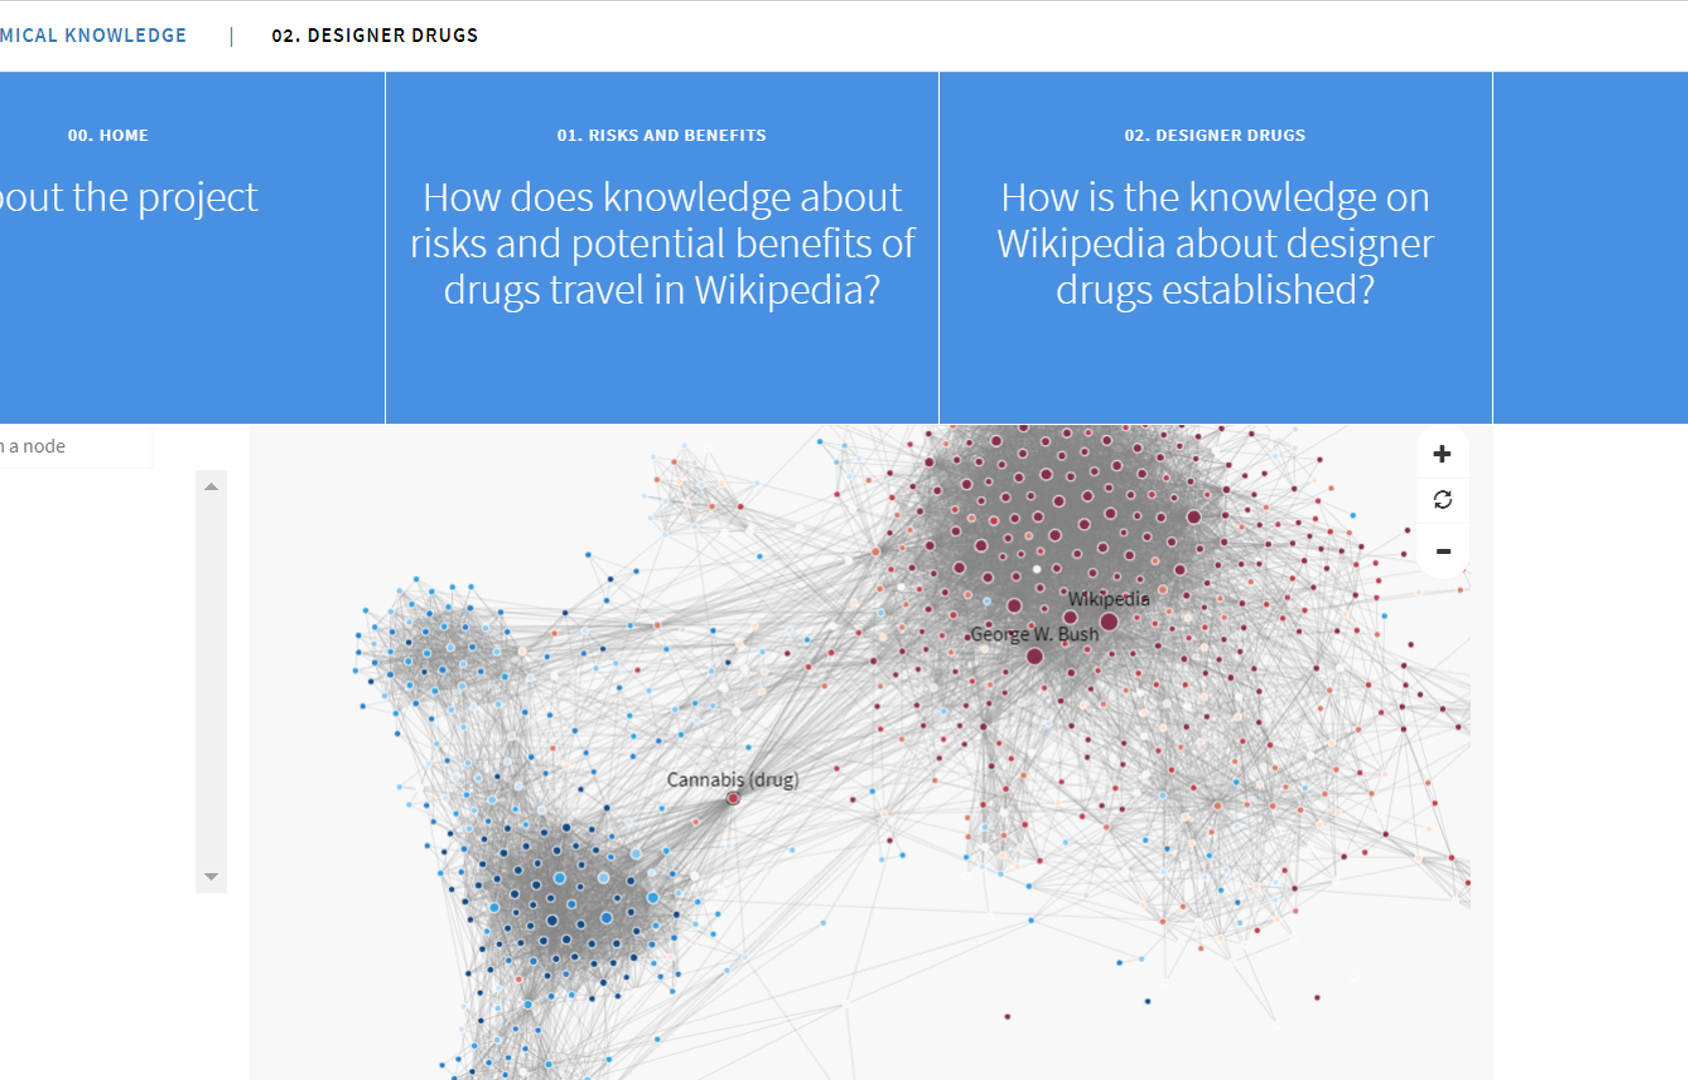 MICAL KNOWLEDGE | 02. DESIGNER DRUGS
00. HOME
out the project
01. RISKS AND BENEFITS
How does knowledge about
risks and potential benefits of
drugs travel in Wikipedia?
02. DESIGNER DRUGS
How is the knowledge on
Wikipedia about designer
drugs established?
a node
Wikipedia
George W. Bush
Cannabis (drug)